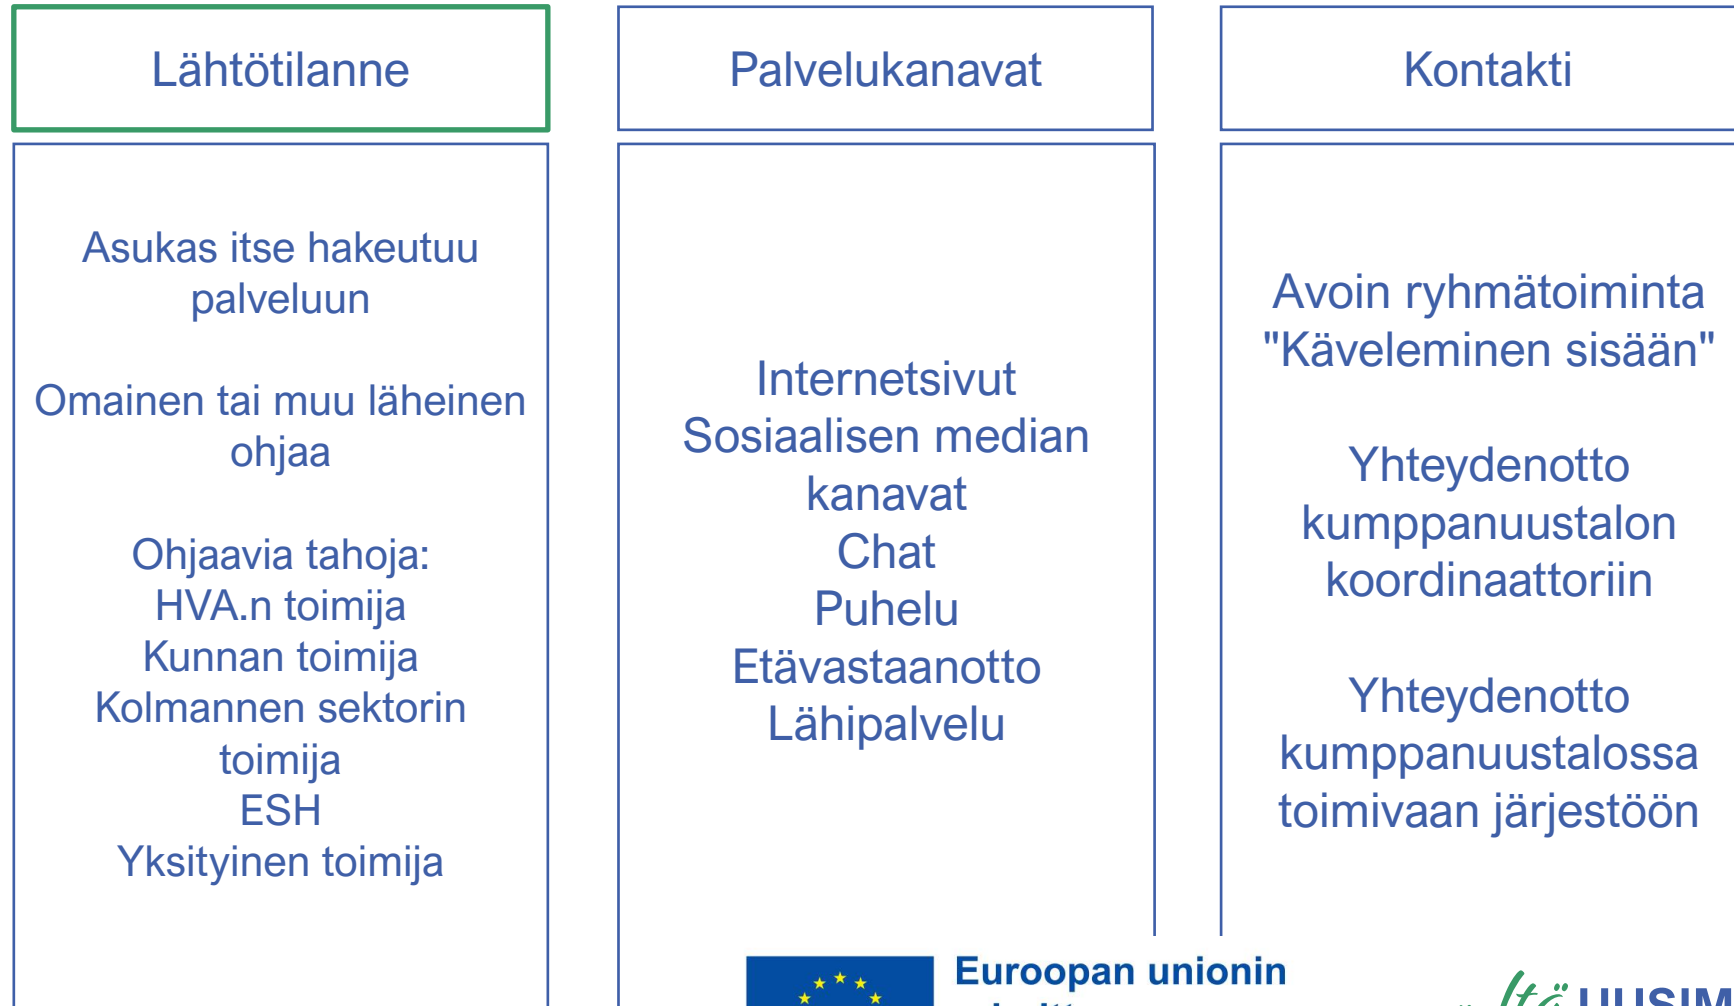 Lähtötilanne
Asukas itse hakeutuu
palveluun
Omainen tai muu läheinen
ohjaa
Ohjaavia tahoja:
HVA.n toimija
Kunnan toimija
Kolmannen sektorin
toimija
ESH
Yksityinen toimija
Palvelukanavat
Internetsivut
Sosiaalisen median
kanavat
Chat
Puhelu
Etävastaanotto
Lähipalvelu
Kontakti
Avoin ryhmätoiminta
"Käveleminen sisään"
Yhteydenotto
kumppanuustalon
koordinaattoriin
Yhteydenotto
kumppanuustalossa
toimivaan järjestöön
Euroopan unionin